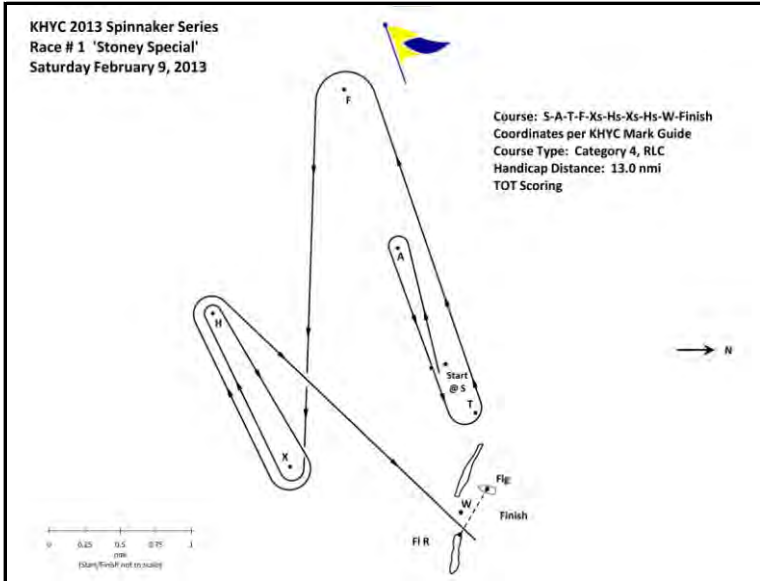 KHYC 2013 Spinnaker Series
Race # 1 'Stoney Special'
Saturday February 9, 2013
F
Course: S-A-T-F-Xs-Hs-Xs-Hs-W-Finish
Coordinates per KHYC Mark Guide
Course Type: Category 4, RLC
Handicap Distance: 13.0 nmi
TOT Scoring
A
H
N
Start
@ S
T
X
Flg
W
Finish
Fl R
0 0.25 0.5 0.75 1
nmi
(Start/Finish not to scale)